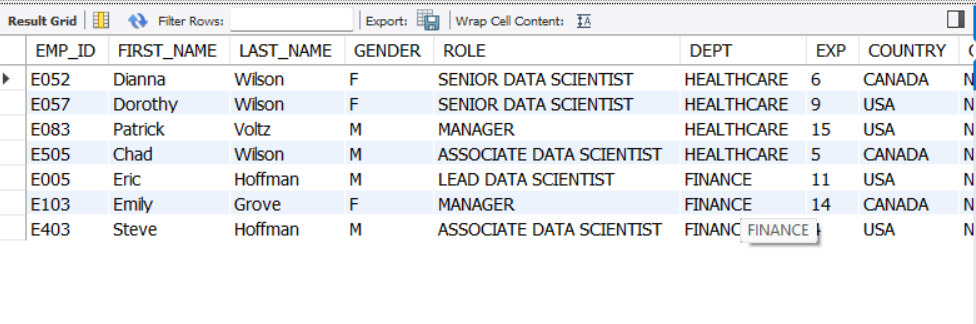 Result Grid Filter Rows: Export: Wrap Cell Content: IA
EMP_ID FIRST_NAME LAST_NAME GENDER ROLE DEPT EXP COUNTRY
E052 Dianna Wilson F SENIOR DATA SCIENTIST HEALTHCARE 6 CANADA N
E057 Dorothy Wilson F SENIOR DATA SCIENTIST HEALTHCARE 9 USA N
E083 Patrick Voltz M MANAGER HEALTHCARE 15 USA N
E505 Chad Wilson M ASSOCIATE DATA SCIENTIST HEALTHCARE 5 CANADA N
E005 Eric Hoffman M LEAD DATA SCIENTIST FINANCE 11 USA N
E103 Emily Grove F MANAGER FINANCE 14 CANADA N
E403 Steve Hoffman M ASSOCIATE DATA SCIENTIST FINANC FINANCE USA N